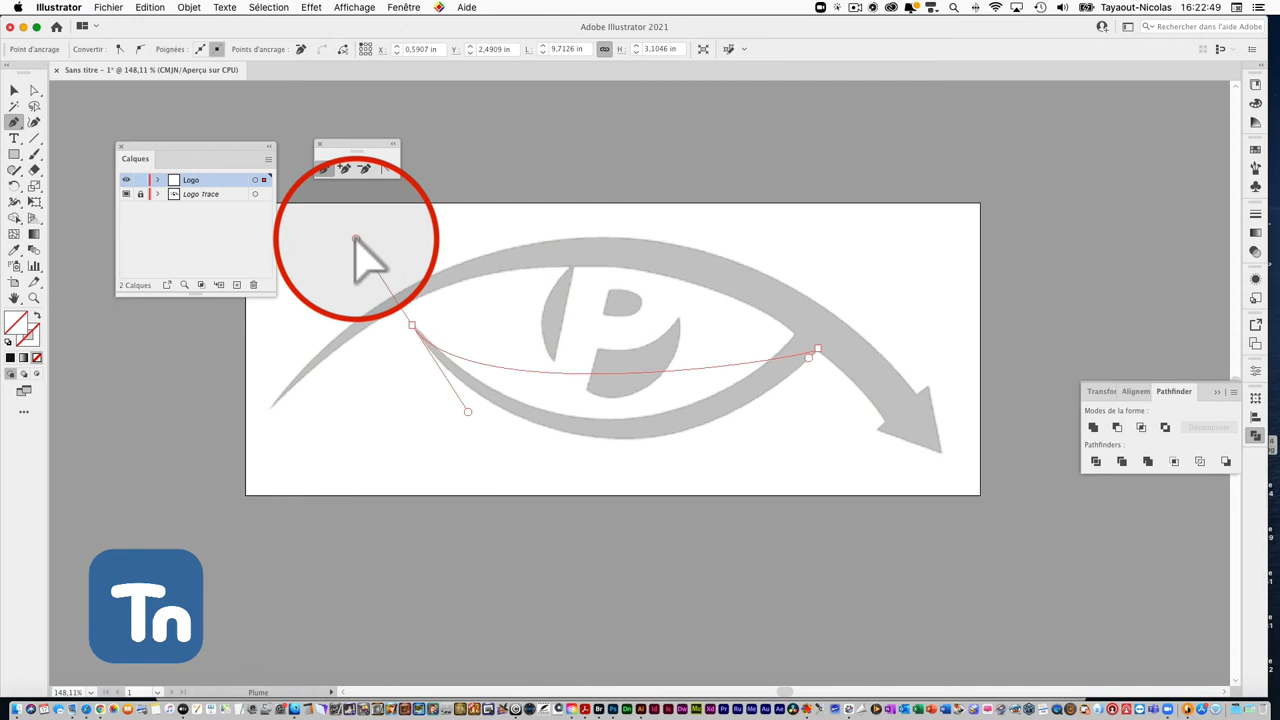 Illustrator Fichier Edition Objet Texte Sélection Effet Affichage Fenêtre Aide
Tayaout-Nicolas 16:22:49
Adobe Illustrator 2021
Rechercher dans l'aide Adobe
Point d'ancrage Convertir : Poignées : Points d'ancrage : X : 0,5907 in Y : 2,4909 in L : 9,7126 in H : 3,1046 in
Sans titre - 1* @ 148,11 % (CMJN/Aperçu sur CPU)
Calques
Logo
Logo Trace
2 Calques
P
Transfor Alignem Pathfinder
Modes de la forme :
Décomposer
Pathfinders :
Tn
148,11% 1 Plume